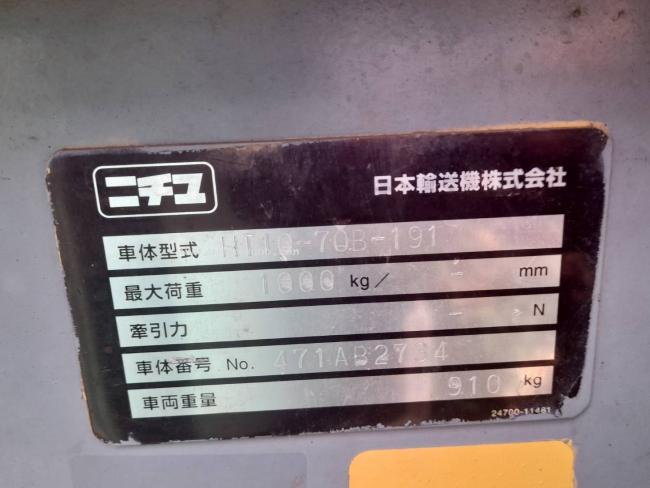 ニチユ
日本輸送機株式会社
車体型式 HT10-70B-191
最大荷重 1000 kg／ - mm
牽引力 - N
車体番号 No.
車両重量 910 kg
24700-11461